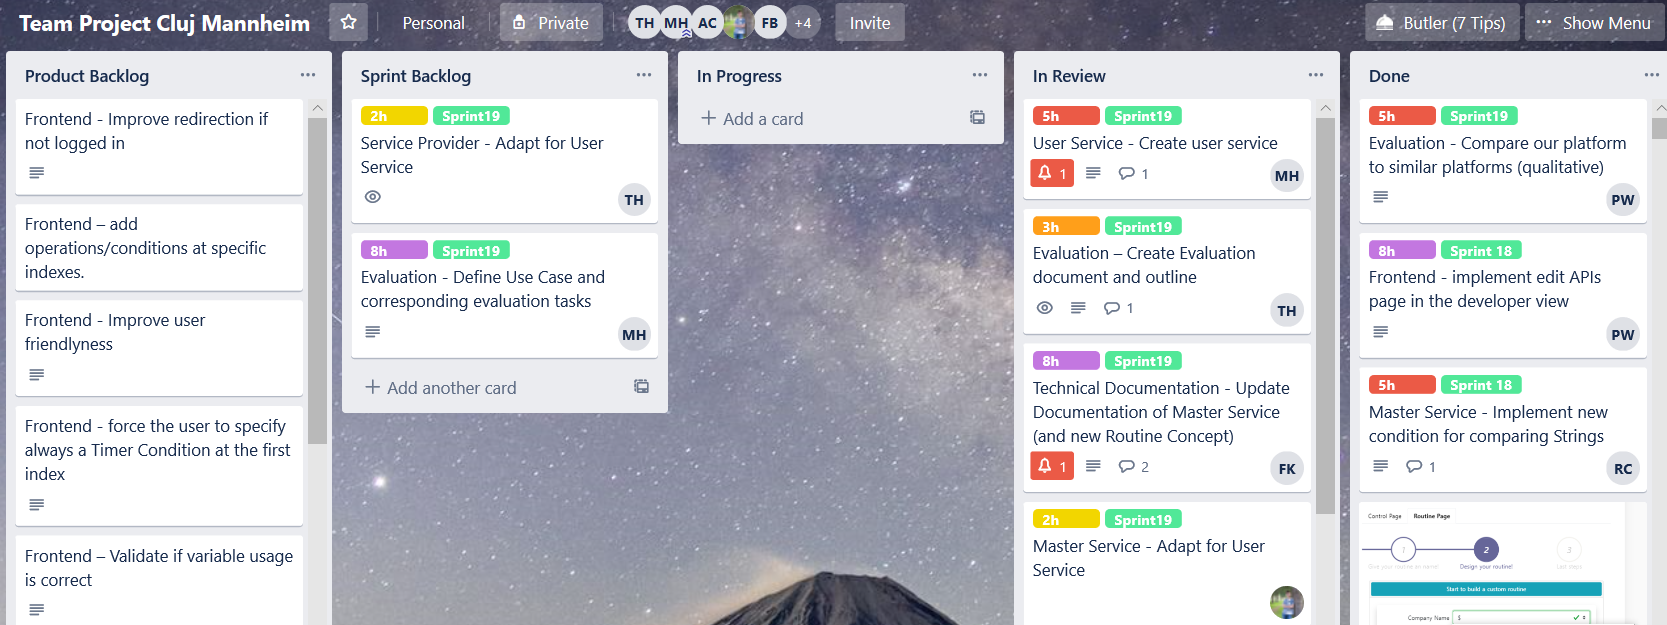 Team Project Cluj Mannheim
Personal
Private
TH MH AC FB +4
Invite
Butler (7 Tips)
Show Menu
Product Backlog
Frontend - Improve redirection if
not logged in
Frontend – add
operations/conditions at specific
indexes.
Frontend - Improve user
friendlyness
Frontend - force the user to specify
always a Timer Condition at the first
index
Frontend – Validate if variable usage
is correct
Sprint Backlog
2h Sprint19
Service Provider - Adapt for User
Service
TH
8h Sprint19
Evaluation - Define Use Case and
corresponding evaluation tasks
MH
Add another card
In Progress
Add a card
In Review
5h Sprint19
User Service - Create user service
1 1 MH
3h Sprint19
Evaluation – Create Evaluation
document and outline
1 TH
8h Sprint19
Technical Documentation - Update
Documentation of Master Service
(and new Routine Concept)
1 2 FK
2h Sprint19
Master Service - Adapt for User
Service
Done
5h Sprint19
Evaluation - Compare our platform
to similar platforms (qualitative)
PW
8h Sprint 18
Frontend - implement edit APIs
page in the developer view
PW
5h Sprint 18
Master Service - Implement new
condition for comparing Strings
1 RC
Control Page Routine Page
1 2 3
Give your routine an name! Design your routine! Last steps
Start to build a custom routine
Company Name $